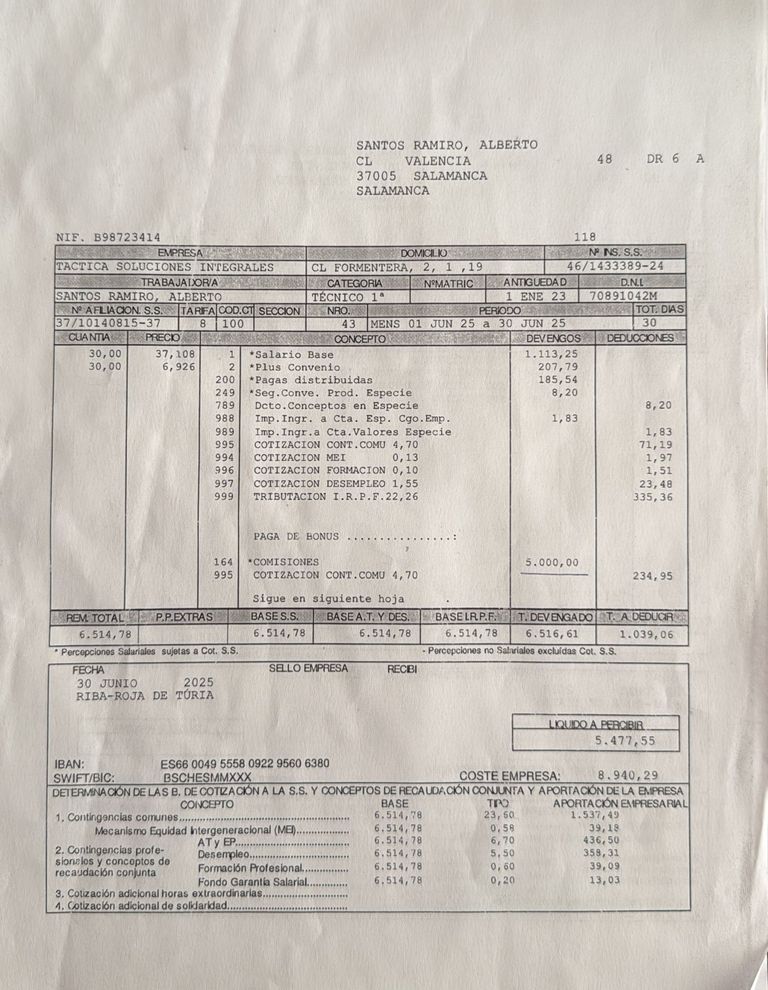 SANTOS RAMIRO, ALBERTO
CL VALENCIA 48 DR 6 A
37005 SALAMANCA
SALAMANCA
NIF. B98723414 118
EMPRESA DOMICILIO Nº INS. S.S.
TACTICA SOLUCIONES INTEGRALES CL FORMENTERA, 2, 1 ,19 46/1433389-24
TRABAJADOR/A CATEGORIA NºMATRIC ANTIGUEDAD D.N.I.
SANTOS RAMIRO, ALBERTO TÉCNICO 1ª 1 ENE 23 70891042M
Nº AFILIACION. S.S. TARIFA COD.CT SECCION NRO. PERIODO TOT. DIAS
37/10140815-37 8 100 43 MENS 01 JUN 25 a 30 JUN 25 30
CUANTIA PRECIO CONCEPTO DEVENGOS DEDUCCIONES
30,00 37,108 1 *Salario Base 1.113,25
30,00 6,926 2 *Plus Convenio 207,79
200 *Pagas distribuidas 185,54
249 *Seg.Conve. Prod. Especie 8,20
789 Dcto.Conceptos en Especie 8,20
988 Imp.Ingr. a Cta. Esp. Cgo.Emp. 1,83
989 Imp.Ingr.a Cta.Valores Especie 1,83
995 COTIZACION CONT.COMU 4,70 71,19
994 COTIZACION MEI 0,13 1,97
996 COTIZACION FORMACION 0,10 1,51
997 COTIZACION DESEMPLEO 1,55 23,48
999 TRIBUTACION I.R.P.F.22,26 335,36
PAGA DE BONUS ................:
,
164 *COMISIONES 5.000,00
995 COTIZACION CONT.COMU 4,70 234,95
Sigue en siguiente hoja .
REM. TOTAL P.P.EXTRAS BASE S.S. BASE A.T. Y DES. BASE I.R.P.F. T. DEVENGADO T. A DEDUCIR
6.514,78 6.514,78 6.514,78 6.514,78 6.516,61 1.039,06
* Percepciones Salariales sujetas a Cot. S.S. - Percepciones no Salariales excluídas Cot. S.S.
FECHA SELLO EMPRESA RECIBI
30 JUNIO 2025
RIBA-ROJA DE TÚRIA
LIQUIDO A PERCIBIR
5.477,55
IBAN: ES66 0049 5558 0922 9560 6380
SWIFT/BIC: BSCHESMMXXX COSTE EMPRESA: 8.940,29
DETERMINACIÓN DE LAS B. DE COTIZACIÓN A LA S.S. Y CONCEPTOS DE RECAUDACIÓN CONJUNTA Y APORTACIÓN DE LA EMPRESA
CONCEPTO BASE TIPO APORTACIÓN EMPRESARIAL
1. Contingencias comunes.................. 6.514,78 23,60 1.537,49
Mecanismo Equidad Intergeneracional (MEI)............... 6.514,78 0,58 39,18
AT y EP.......................... 6.514,78 6,70 436,50
2. Contingencias profesionales y conceptos de recaudación conjunta
Desempleo...................... 6.514,78 5,50 358,31
Formación Profesional............. 6.514,78 0,60 39,09
Fondo Garantía Salarial............ 6.514,78 0,20 13,03
3. Cotización adicional horas extraordinarias..........................
4. Cotización adicional de solidaridad...................................